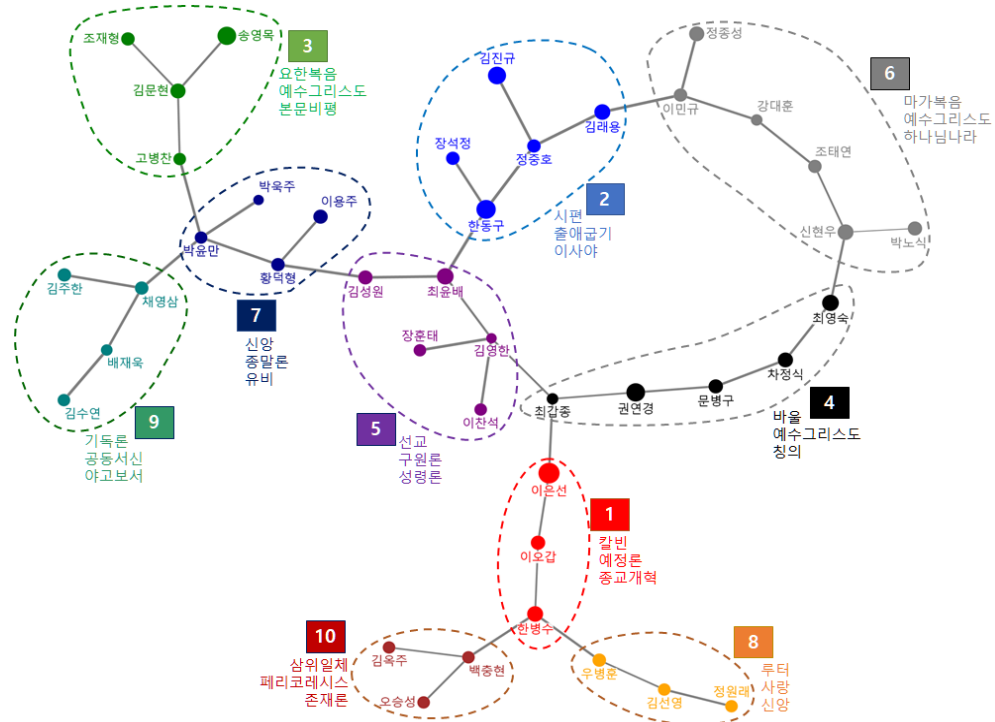 3
요한복음
예수그리스도
본문비평
조재형
송영목
김문현
고병찬
2
시편
출애굽기
이사야
김진규
김래용
장석정
정중호
한동구
6
마가복음
예수그리스도
하나님나라
정종성
이민규
강대훈
조태연
신현우
박노식
7
신앙
종말론
유비
박욱주
이용주
박윤만
황덕형
9
기독론
공동서신
야고보서
김주한
채영삼
배재욱
김수연
5
선교
구원론
성령론
김성원
최윤배
장훈태
김영한
이찬석
4
바울
예수그리스도
칭의
최영숙
차정식
문병구
권연경
최갑종
1
칼빈
예정론
종교개혁
이은선
이오갑
한병수
10
삼위일체
페리코레시스
존재론
김옥주
백충현
오승성
8
루터
사랑
신앙
우병훈
김선영
정원래